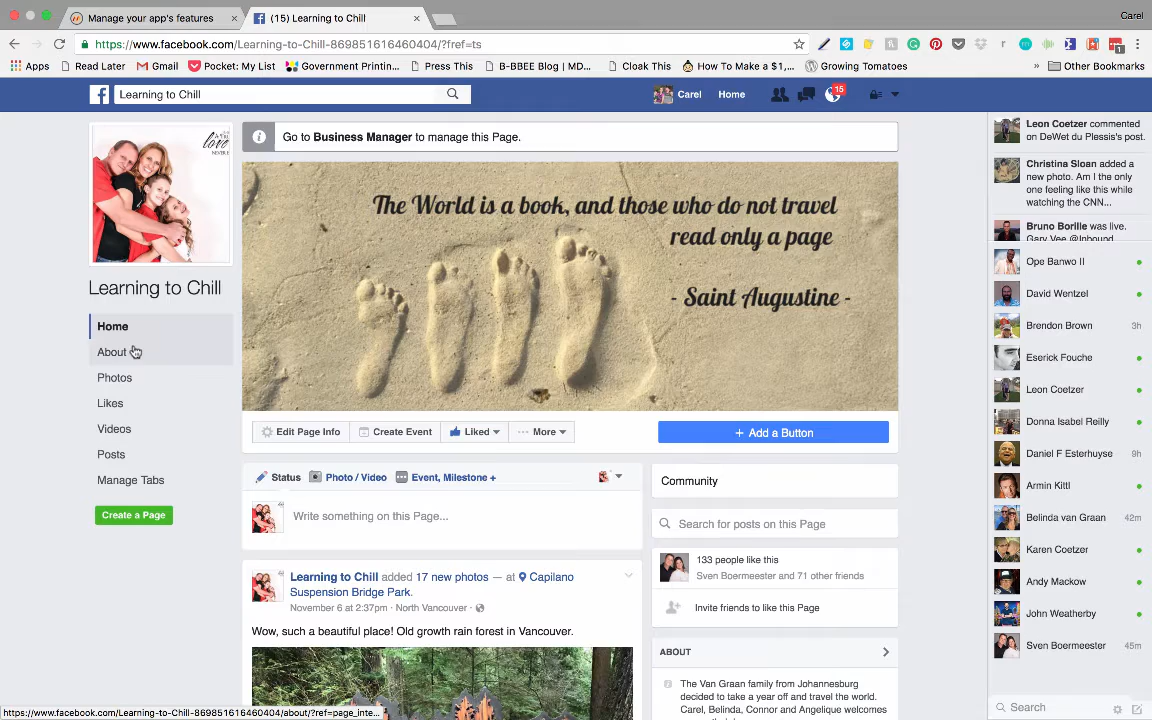 Manage your app's features ×
(15) Learning to Chill ×
Carel
https://www.facebook.com/Learning-to-Chill-869851616460404/?fref=ts
Apps Read Later Gmail Pocket: My List Government Printin... Press This B-BBEE Blog | MD... Cloak This How To Make a $1,... Growing Tomatoes » Other Bookmarks
Learning to Chill
Carel Home 15
Go to Business Manager to manage this Page.
The World is a book, and those who do not travel
read only a page
- Saint Augustine -
Learning to Chill
Home
About
Photos
Likes
Videos
Posts
Manage Tabs
Create a Page
Edit Page Info Create Event Liked More + Add a Button
Status Photo / Video Event, Milestone +
Write something on this Page...
Learning to Chill added 17 new photos — at Capilano
Suspension Bridge Park.
November 6 at 2:37pm · North Vancouver ·
Wow, such a beautiful place! Old growth rain forest in Vancouver.
Community
Search for posts on this Page
133 people like this
Sven Boermeester and 71 other friends
Invite friends to like this Page
ABOUT
The Van Graan family from Johannesburg
decided to take a year off and travel the world.
Carel, Belinda, Connor and Angelique welcomes
Leon Coetzer commented
on DeWet du Plessis's post.
Christina Sloan added a
new photo. Am I the only
one feeling like this while
watching the CNN...
Bruno Borille was live.
Gary Vee @Inbound
Ope Banwo II
David Wentzel
Brendon Brown 3h
Eserick Fouche
Leon Coetzer
Donna Isabel Reilly
Daniel F Esterhuyse 9h
Armin Kittl
Belinda van Graan 42m
Karen Coetzer
Andy Mackow
John Weatherby
Sven Boermeester 45m
Search
https://www.facebook.com/Learning-to-Chill-869851616460404/about/?ref=page_inte...